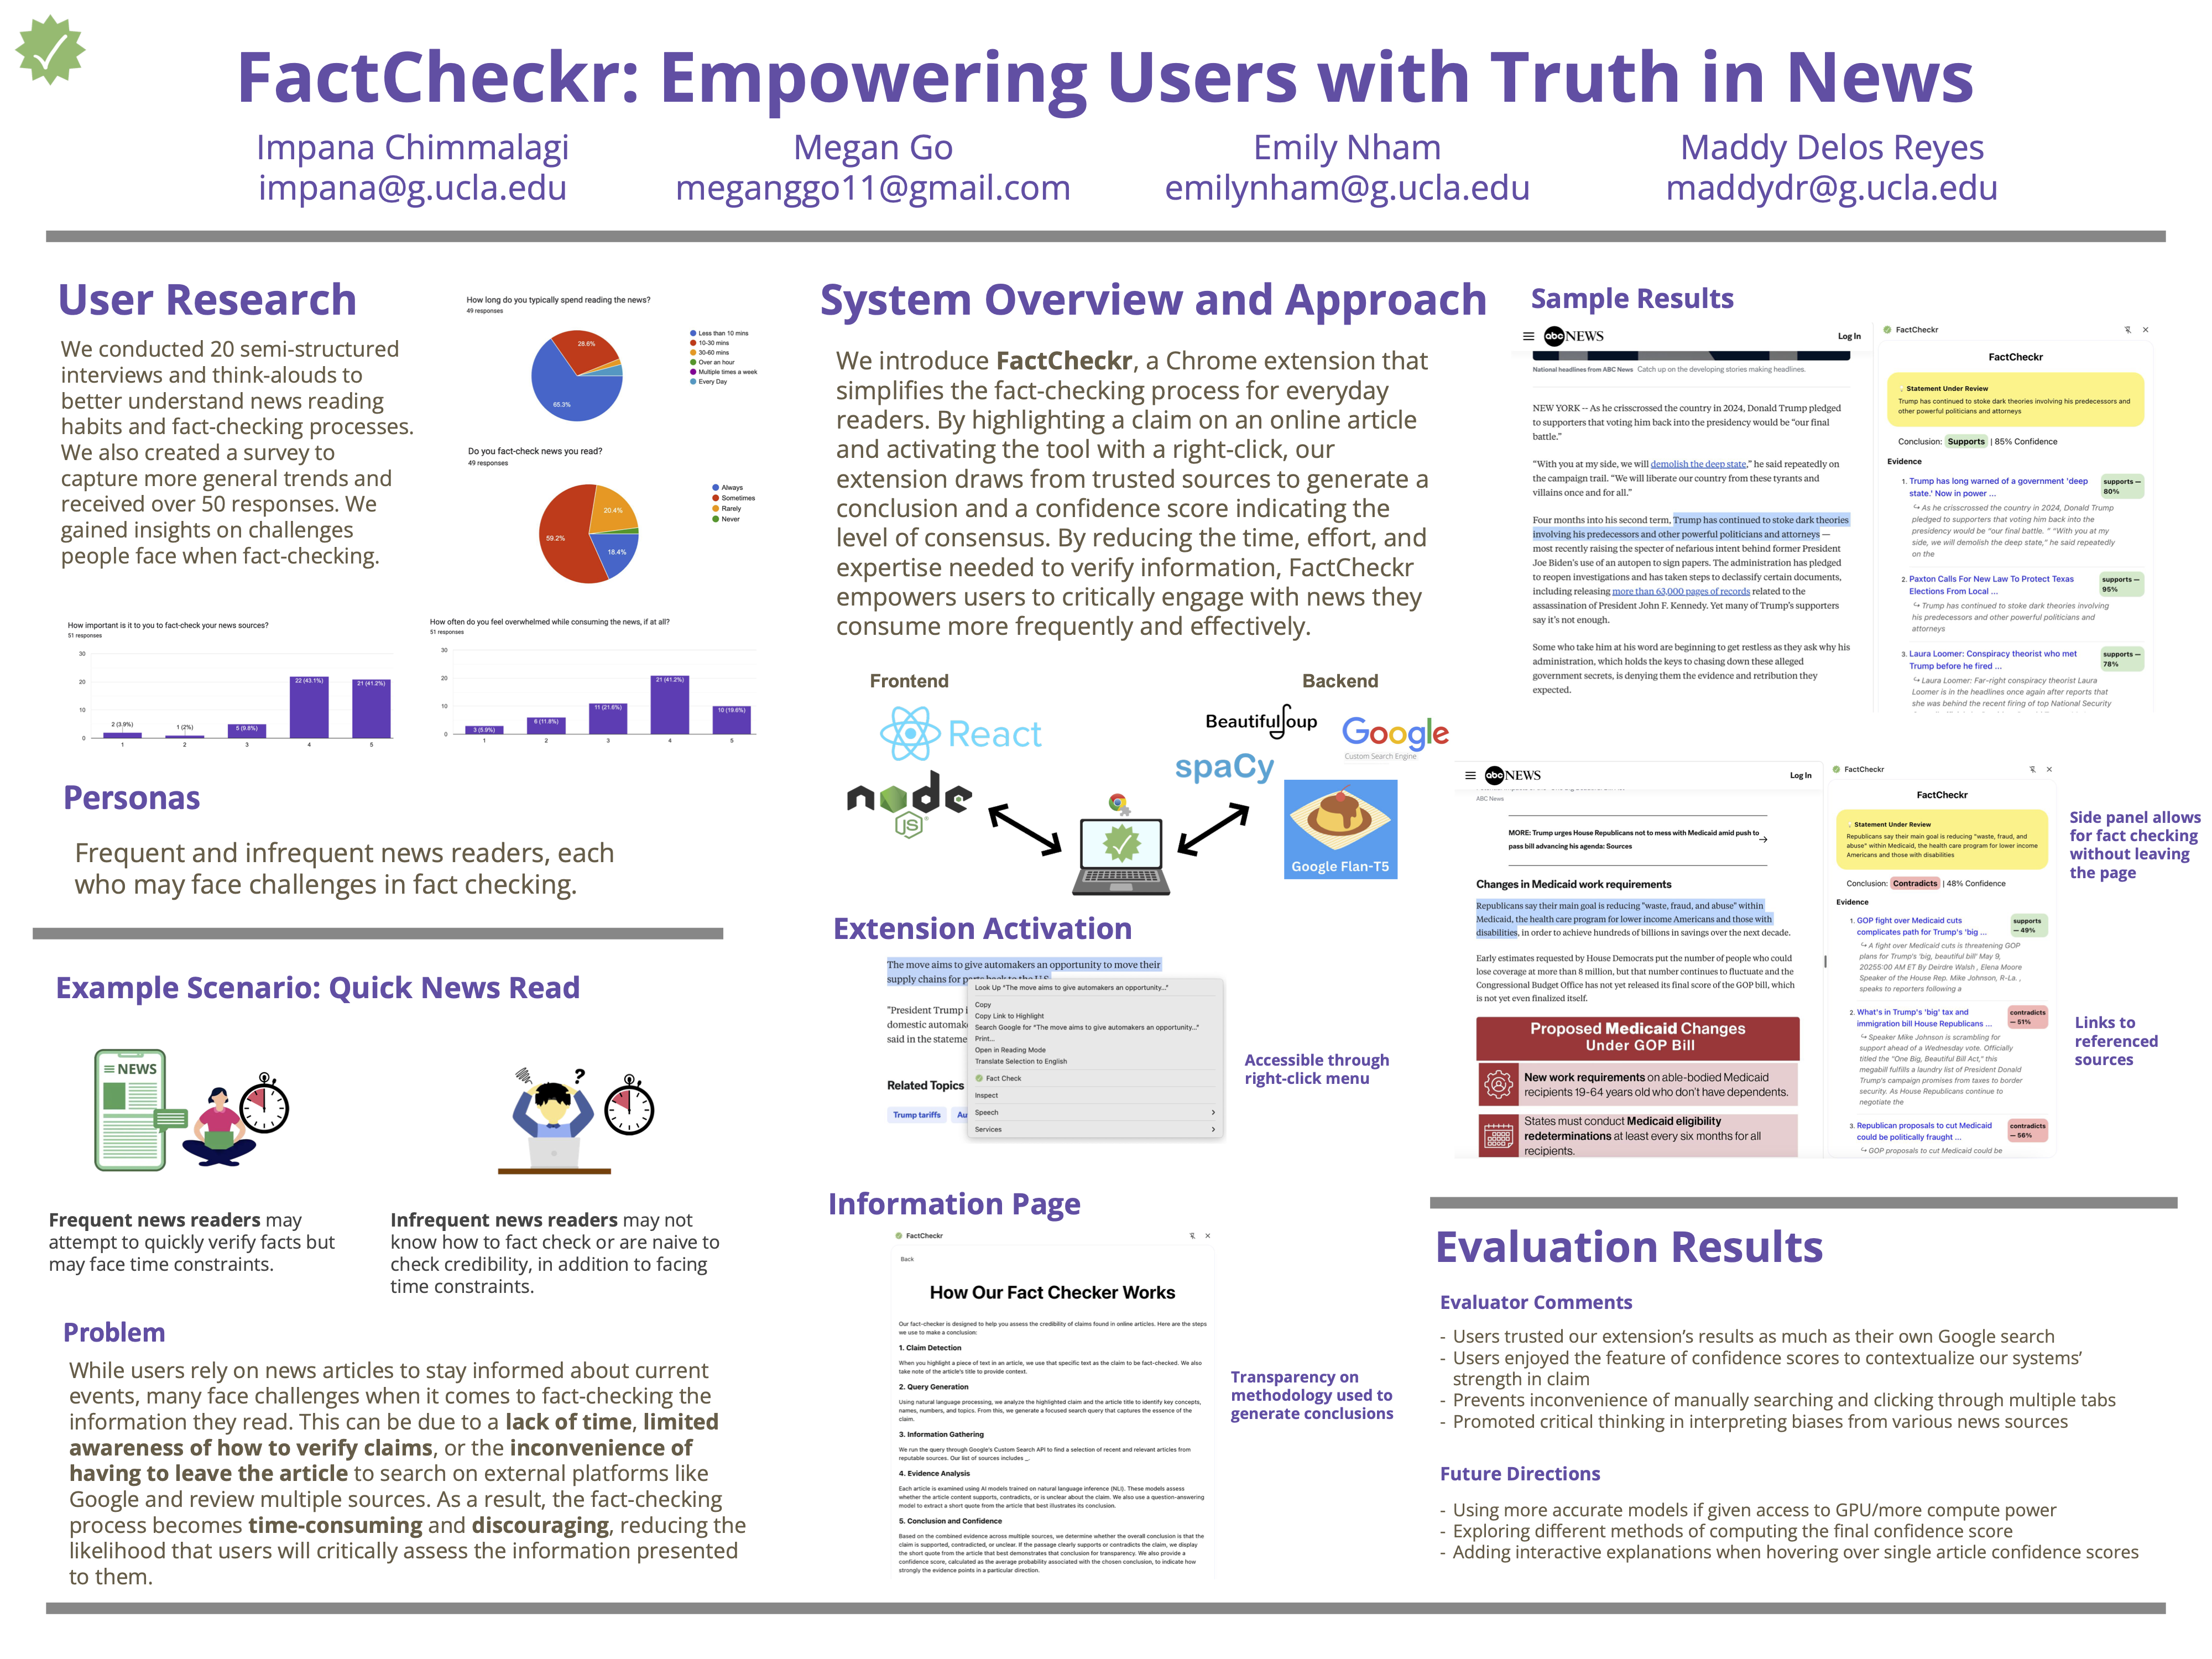 FactCheckr: Empowering Users with Truth in News
Impana Chimmalagi
impana@g.ucla.edu
Megan Go
meganggo11@gmail.com
Emily Nham
emilynham@g.ucla.edu
Maddy Delos Reyes
maddydr@g.ucla.edu
User Research
We conducted 20 semi-structured
interviews and think-alouds to
better understand news reading
habits and fact-checking processes.
We also created a survey to
capture more general trends and
received over 50 responses. We
gained insights on challenges
people face when fact-checking.
How long do you typically spend reading the news?
49 responses
28.6%
65.3%
Less than 10 mins
10-30 mins
30-60 mins
Over an hour
Multiple times a week
Every Day
Do you fact-check news you read?
49 responses
20.4%
59.2%
18.4%
Always
Sometimes
Rarely
Never
How important is it to you to fact-check your news sources?
51 responses
30
20
10
0
2 (3.9%)
1 (2%)
5 (9.8%)
22 (43.1%)
21 (41.2%)
1 2 3 4 5
How often do you feel overwhelmed while consuming the news, if at all?
51 responses
30
20
10
0
3 (5.9%)
6 (11.8%)
11 (21.6%)
21 (41.2%)
10 (19.6%)
1 2 3 4 5
Personas
Frequent and infrequent news readers, each
who may face challenges in fact checking.
Example Scenario: Quick News Read
NEWS
?
Frequent news readers may
attempt to quickly verify facts but
may face time constraints.
Infrequent news readers may not
know how to fact check or are naive to
check credibility, in addition to facing
time constraints.
Problem
While users rely on news articles to stay informed about current
events, many face challenges when it comes to fact-checking the
information they read. This can be due to a lack of time, limited
awareness of how to verify claims, or the inconvenience of
having to leave the article to search on external platforms like
Google and review multiple sources. As a result, the fact-checking
process becomes time-consuming and discouraging, reducing the
likelihood that users will critically assess the information presented
to them.
System Overview and Approach
We introduce FactCheckr, a Chrome extension that
simplifies the fact-checking process for everyday
readers. By highlighting a claim on an online article
and activating the tool with a right-click, our
extension draws from trusted sources to generate a
conclusion and a confidence score indicating the
level of consensus. By reducing the time, effort, and
expertise needed to verify information, FactCheckr
empowers users to critically engage with news they
consume more frequently and effectively.
Frontend
React
node
JS
Backend
BeautifulSoup
Google
Custom Search Engine
spaCy
Google Flan-T5
Extension Activation
The move aims to give automakers an opportunity to move their
supply chains for parts back to the U.S.
"President Trump i
domestic automak
said in the stateme
Related Topics
Trump tariffs
Au
Look Up "The move aims to give automakers an opportunity..."
Copy
Copy Link to Highlight
Search Google for "The move aims to give automakers an opportunity..."
Print...
Open in Reading Mode
Translate Selection to English
Fact Check
Inspect
Speech
Services
Accessible through
right-click menu
Information Page
FactCheckr
Back
How Our Fact Checker Works
Our fact-checker is designed to help you assess the credibility of claims found in online articles. Here are the steps
we use to make a conclusion:
1. Claim Detection
When you highlight a piece of text in an article, we use that specific text as the claim to be fact-checked. We also
take note of the article's title to provide context.
2. Query Generation
Using natural language processing, we analyze the highlighted claim and the article title to identify key concepts,
names, numbers, and topics. From this, we generate a focused search query that captures the essence of the
claim.
3. Information Gathering
We run the query through Google's Custom Search API to find a selection of recent and relevant articles from
reputable sources. Our list of sources includes _.
4. Evidence Analysis
Each article is examined using AI models trained on natural language inference (NLI). These models assess
whether the article content supports, contradicts, or is unclear about the claim. We also use a question-answering
model to extract a short quote from the article that best illustrates its conclusion.
5. Conclusion and Confidence
Based on the combined evidence across multiple sources, we determine whether the overall conclusion is that the
claim is supported, contradicted, or unclear. If the passage clearly supports or contradicts the claim, we display
the short quote from the article that best demonstrates that conclusion for transparency. We also provide a
confidence score, calculated as the average probability associated with the chosen conclusion, to indicate how
strongly the evidence points in a particular direction.
Transparency on
methodology used to
generate conclusions
Sample Results
abc NEWS
Log In
National headlines from ABC News Catch up on the developing stories making headlines.
NEW YORK -- As he crisscrossed the country in 2024, Donald Trump pledged
to supporters that voting him back into the presidency would be "our final
battle."
"With you at my side, we will demolish the deep state," he said repeatedly on
the campaign trail. "We will liberate our country from these tyrants and
villains once and for all."
Four months into his second term, Trump has continued to stoke dark theories
involving his predecessors and other powerful politicians and attorneys —
most recently raising the specter of nefarious intent behind former President
Joe Biden's use of an autopen to sign papers. The administration has pledged
to reopen investigations and has taken steps to declassify certain documents,
including releasing more than 63,000 pages of records related to the
assassination of President John F. Kennedy. Yet many of Trump's supporters
say it's not enough.
Some who take him at his word are beginning to get restless as they ask why his
administration, which holds the keys to chasing down these alleged
government secrets, is denying them the evidence and retribution they
expected.
FactCheckr
FactCheckr
Statement Under Review
Trump has continued to stoke dark theories involving his predecessors and
other powerful politicians and attorneys
Conclusion: Supports | 85% Confidence
Evidence
1. Trump has long warned of a government 'deep
state.' Now in power ...
supports —
80%
As he crisscrossed the country in 2024, Donald Trump
pledged to supporters that voting him back into the
presidency would be "our final battle. " "With you at my
side, we will demolish the deep state," he said repeatedly
on the
2. Paxton Calls For New Law To Protect Texas
Elections From Local ...
supports —
95%
Trump has continued to stoke dark theories involving
his predecessors and other powerful politicians and
attorneys
3. Laura Loomer: Conspiracy theorist who met
Trump before he fired ...
supports —
78%
Laura Loomer: Far-right conspiracy theorist Laura
Loomer is in the headlines once again after reports that
she was behind the recent firing of top National Security
abc NEWS
Log In
ABC News
MORE: Trump urges House Republicans not to mess with Medicaid amid push to
pass bill advancing his agenda: Sources
Changes in Medicaid work requirements
Republicans say their main goal is reducing "waste, fraud, and abuse" within
Medicaid, the health care program for lower income Americans and those with
disabilities, in order to achieve hundreds of billions in savings over the next decade.
Early estimates requested by House Democrats put the number of people who could
lose coverage at more than 8 million, but that number continues to fluctuate and the
Congressional Budget Office has not yet released its final score of the GOP bill, which
is not yet even finalized itself.
Proposed Medicaid Changes
Under GOP Bill
New work requirements on able-bodied Medicaid
recipients 19-64 years old who don't have dependents.
States must conduct Medicaid eligibility
redeterminations at least every six months for all
recipients.
FactCheckr
FactCheckr
Statement Under Review
Republicans say their main goal is reducing "waste, fraud, and
abuse" within Medicaid, the health care program for lower income
Americans and those with disabilities
Conclusion: Contradicts | 48% Confidence
Evidence
1. GOP fight over Medicaid cuts
complicates path for Trump's 'big ...
supports
— 49%
A fight over Medicaid cuts is threatening GOP
plans for Trump's 'big, beautiful bill' May 9,
20255:00 AM ET By Deirdre Walsh , Elena Moore
Speaker of the House Rep. Mike Johnson, R-La. ,
speaks to reporters following a
2. What's in Trump's 'big' tax and
immigration bill House Republicans ...
contradicts
— 51%
Speaker Mike Johnson is scrambling for
support ahead of a Wednesday vote. Officially
titled the "One Big, Beautiful Bill Act," this
megabill fulfills a laundry list of President Donald
Trump's campaign promises from taxes to border
security. As House Republicans continue to
negotiate the
3. Republican proposals to cut Medicaid
could be politically fraught ...
contradicts
— 56%
GOP proposals to cut Medicaid could be
Side panel allows
for fact checking
without leaving
the page
Links to
referenced
sources
Evaluation Results
Evaluator Comments
- Users trusted our extension's results as much as their own Google search
- Users enjoyed the feature of confidence scores to contextualize our systems'
strength in claim
- Prevents inconvenience of manually searching and clicking through multiple tabs
- Promoted critical thinking in interpreting biases from various news sources
Future Directions
- Using more accurate models if given access to GPU/more compute power
- Exploring different methods of computing the final confidence score
- Adding interactive explanations when hovering over single article confidence scores